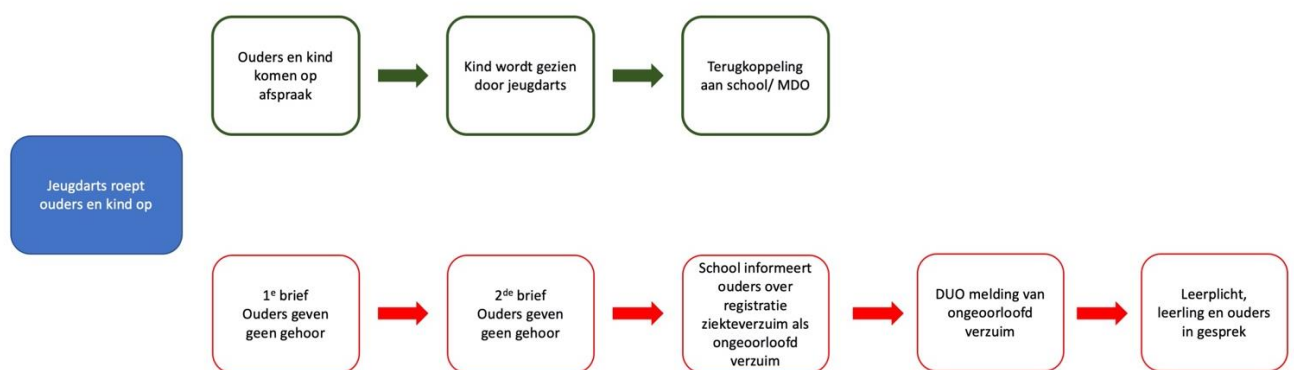 Ouders en kind
komen op
afspraak
Kind wordt gezien
door jeugdarts
Terugkoppeling
aan school/ MDO
Jeugdarts roept
ouders en kind op
1e brief
Ouders geven
geen gehoor
2de brief
Ouders geven
geen gehoor
School informeert
ouders over
registratie
ziekteverzuim als
ongeoorloofd
verzuim
DUO melding van
ongeoorloofd
verzuim
Leerplicht,
leerling en ouders
in gesprek